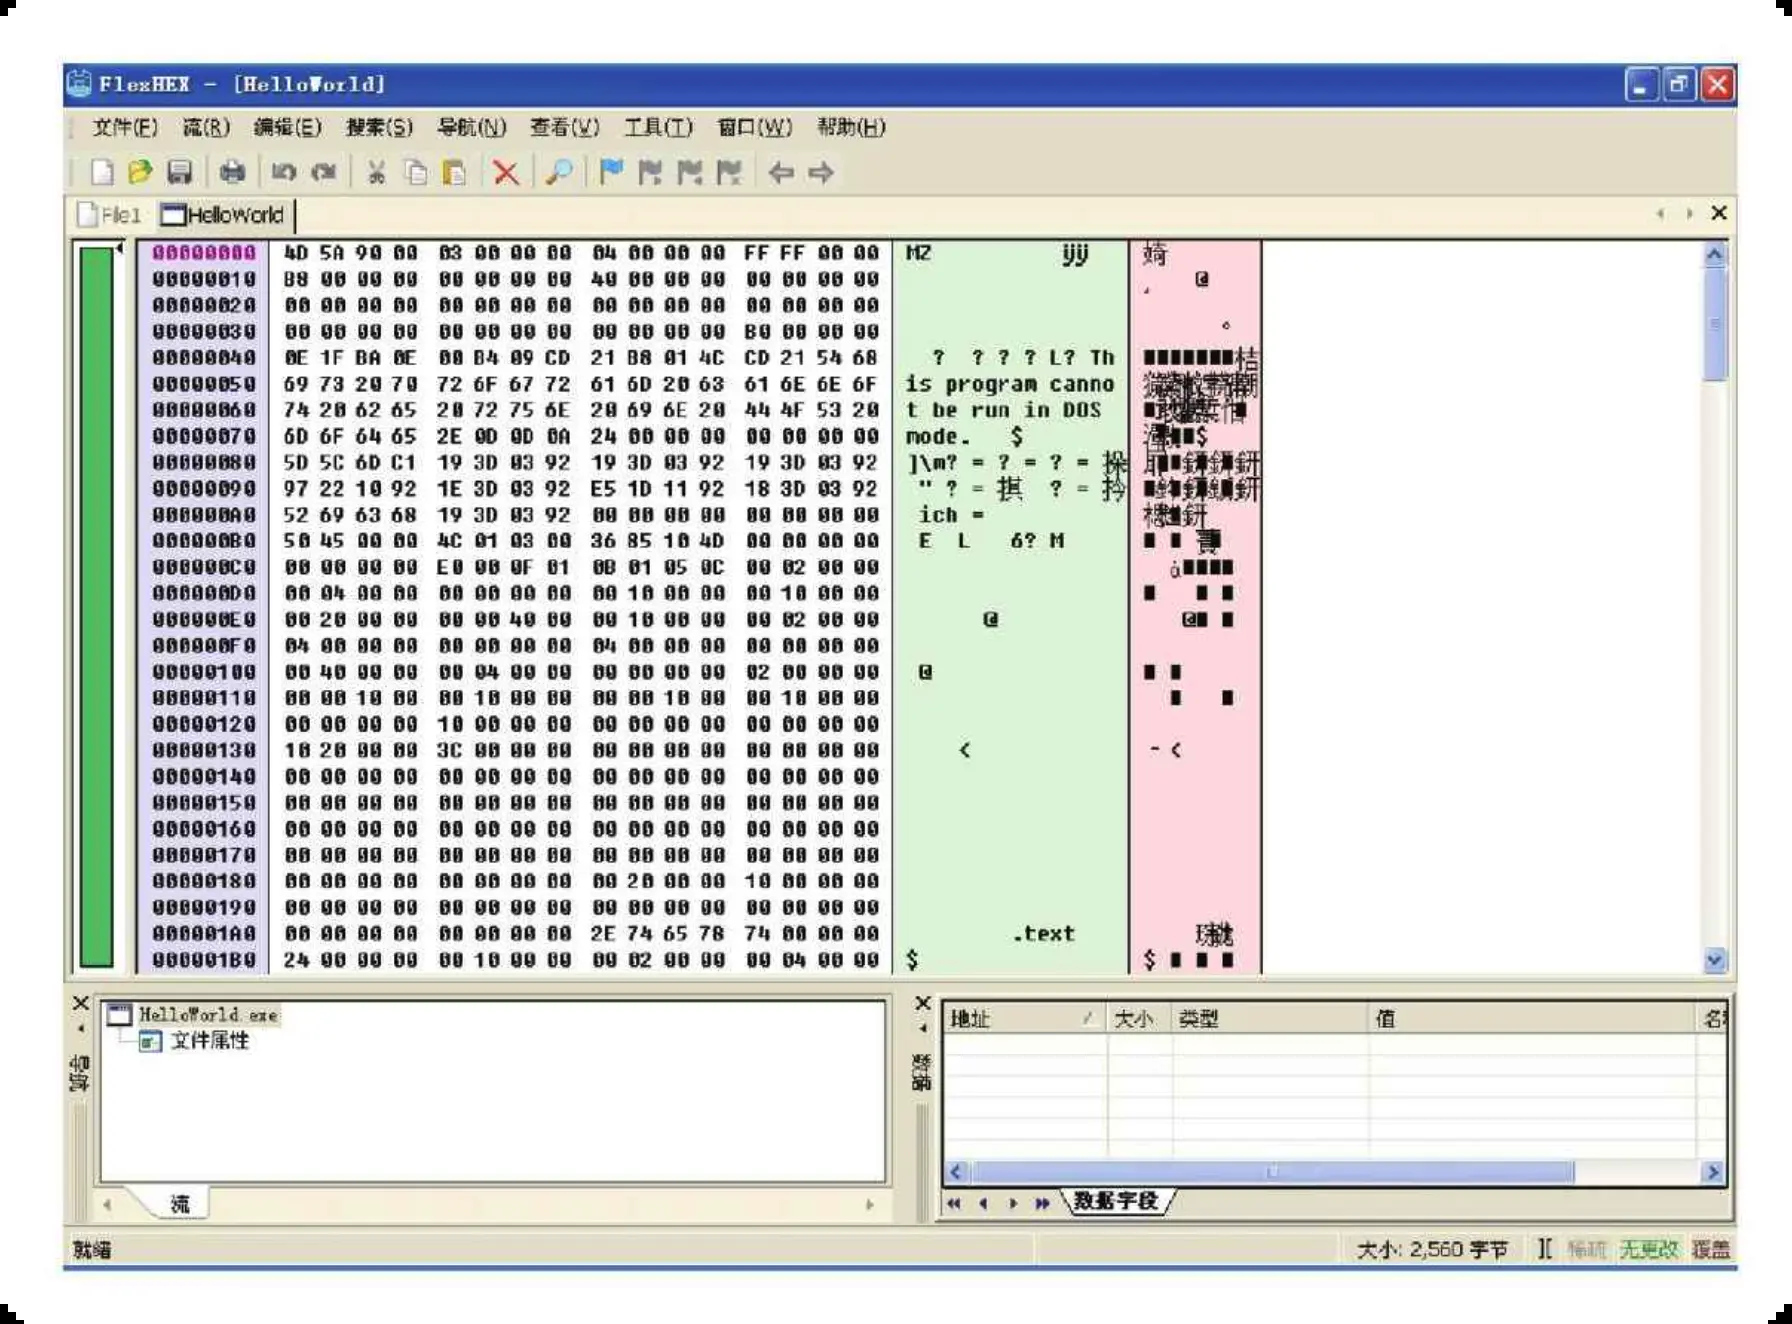 FlexHEX - [HelloWorld]
文件(F) 流(R) 编辑(E) 搜索(S) 导航(N) 查看(V) 工具(T) 窗口(W) 帮助(H)
File1 HelloWorld
00000000 4D 5A 90 00 03 00 00 00 04 00 00 00 FF FF 00 00 MZ ÿÿ
00000010 B8 00 00 00 00 00 00 00 40 00 00 00 00 00 00 00 @
00000020 00 00 00 00 00 00 00 00 00 00 00 00 00 00 00 00
00000030 00 00 00 00 00 00 00 00 00 00 00 00 B0 00 00 00
00000040 0E 1F BA 0E 00 B4 09 CD 21 B8 01 4C CD 21 54 68 ? ? ? ? L? Th
00000050 69 73 20 70 72 6F 67 72 61 6D 20 63 61 6E 6E 6F is program canno
00000060 74 20 62 65 20 72 75 6E 20 69 6E 20 44 4F 53 20 t be run in DOS
00000070 6D 6F 64 65 2E 0D 0D 0A 24 00 00 00 00 00 00 00 mode. $ $
00000080 5D 5C 6D C1 19 3D 03 92 19 3D 03 92 19 3D 03 92 ]\m? = ? = ? =
00000090 97 22 10 92 1E 3D 03 92 E5 1D 11 92 18 3D 03 92 " ? = ? =
000000A0 52 69 63 68 19 3D 03 92 00 00 00 00 00 00 00 00 ich =
000000B0 50 45 00 00 4C 01 03 00 36 85 10 4D 00 00 00 00 E L 6? M
000000C0 00 00 00 00 E0 00 0F 01 0B 01 05 0C 00 02 00 00
000000D0 00 04 00 00 00 00 00 00 00 10 00 00 00 10 00 00
000000E0 00 20 00 00 00 00 40 00 00 10 00 00 00 02 00 00 @ @
000000F0 04 00 00 00 00 00 00 00 04 00 00 00 00 00 00 00
00000100 00 40 00 00 00 04 00 00 00 00 00 00 02 00 00 00 @
00000110 00 00 10 00 00 10 00 00 00 00 10 00 00 10 00 00
00000120 00 00 00 00 10 00 00 00 00 00 00 00 00 00 00 00
00000130 10 20 00 00 3C 00 00 00 00 00 00 00 00 00 00 00 < - <
00000140 00 00 00 00 00 00 00 00 00 00 00 00 00 00 00 00
00000150 00 00 00 00 00 00 00 00 00 00 00 00 00 00 00 00
00000160 00 00 00 00 00 00 00 00 00 00 00 00 00 00 00 00
00000170 00 00 00 00 00 00 00 00 00 00 00 00 00 00 00 00
00000180 00 00 00 00 00 00 00 00 00 20 00 00 10 00 00 00
00000190 00 00 00 00 00 00 00 00 00 00 00 00 00 00 00 00
000001A0 00 00 00 00 00 00 00 00 2E 74 65 78 74 00 00 00 .text
000001B0 24 00 00 00 00 10 00 00 00 02 00 00 00 04 00 00 $ $
导航
HelloWorld.exe
文件属性
流
数据
地址 大小 类型 值
数据字段
就绪 大小: 2,560 字节 ][ 稀疏 无更改 覆盖